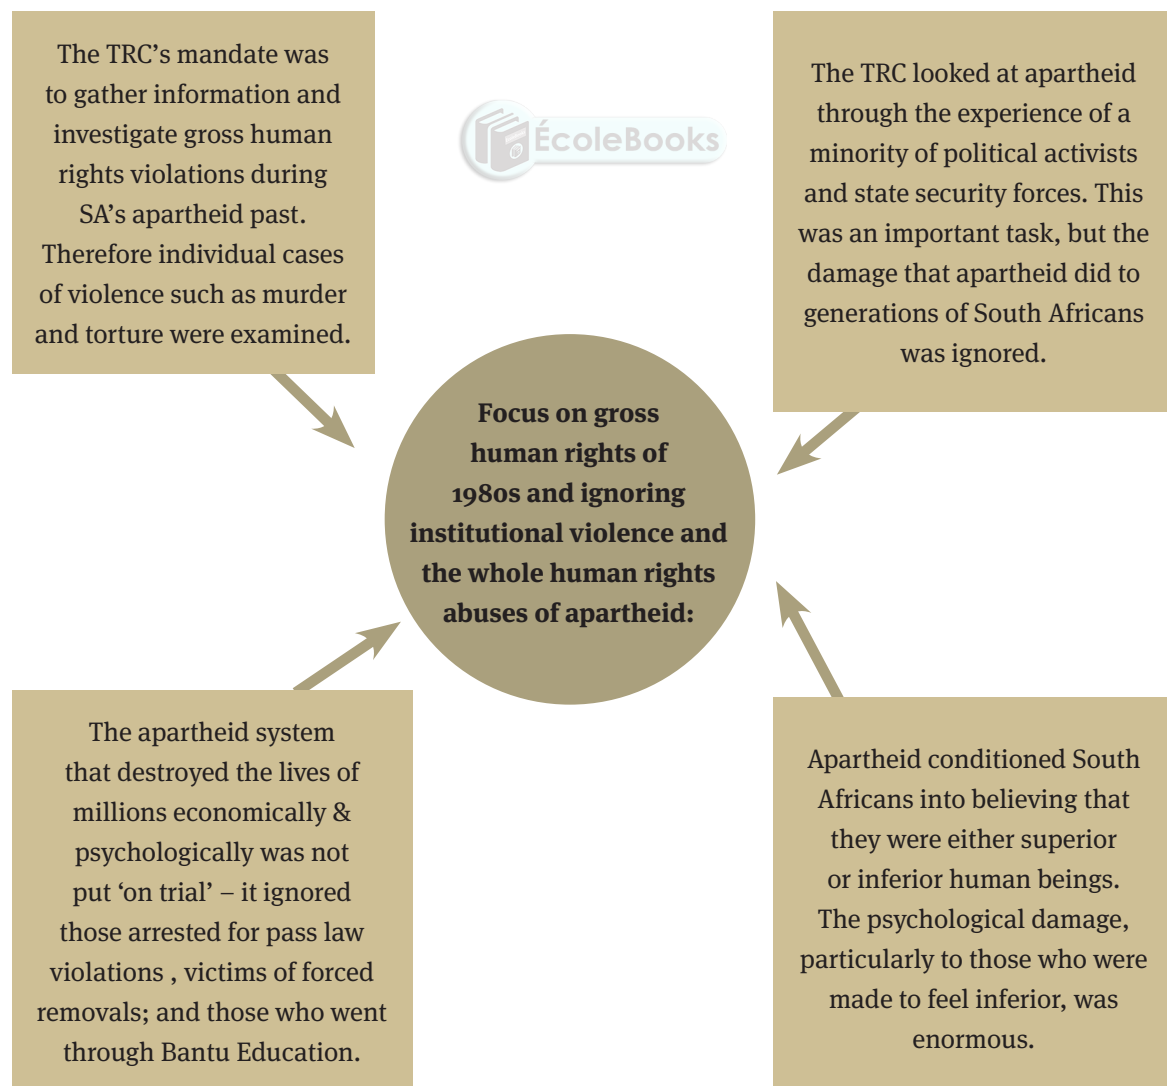 The TRC’s mandate was
to gather information and
investigate gross human
rights violations during
SA’s apartheid past.
Therefore individual cases
of violence such as murder
and torture were examined.
ÉcoleBooks
The TRC looked at apartheid
through the experience of a
minority of political activists
and state security forces. This
was an important task, but the
damage that apartheid did to
generations of South Africans
was ignored.
Focus on gross
human rights of
1980s and ignoring
institutional violence and
the whole human rights
abuses of apartheid:
The apartheid system
that destroyed the lives of
millions economically &
psychologically was not
put ‘on trial’ – it ignored
those arrested for pass law
violations , victims of forced
removals; and those who went
through Bantu Education.
Apartheid conditioned South
Africans into believing that
they were either superior
or inferior human beings.
The psychological damage,
particularly to those who were
made to feel inferior, was
enormous.